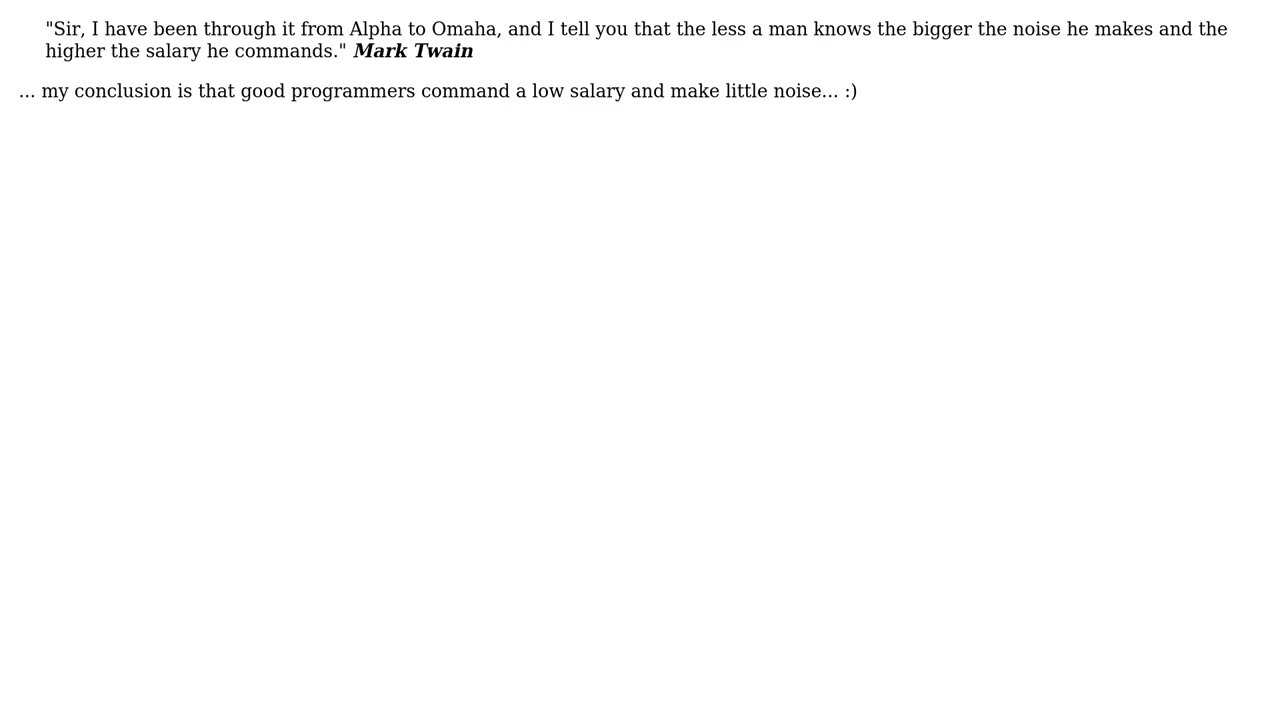 "Sir, I have been through it from Alpha to Omaha, and I tell you that the less a man knows the bigger the noise he makes and the
higher the salary he commands." Mark Twain
... my conclusion is that good programmers command a low salary and make little noise... :)